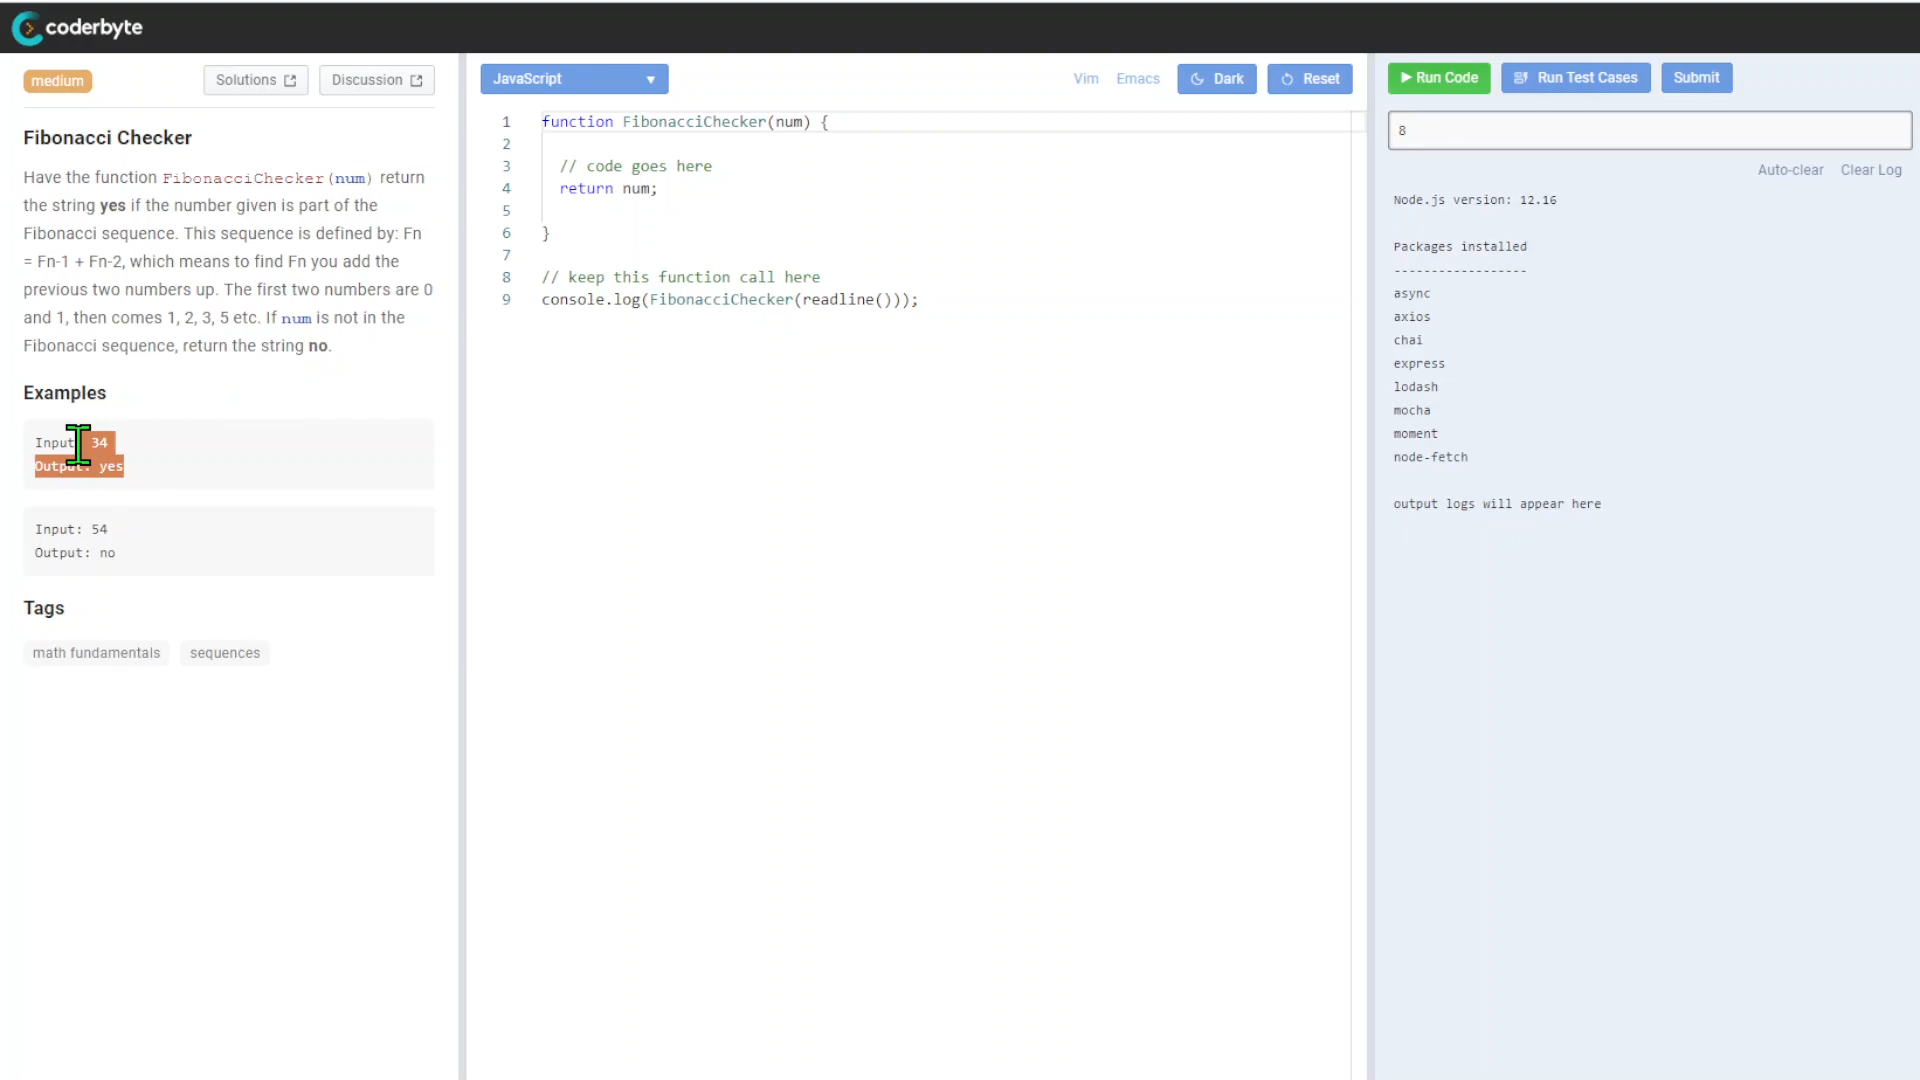 coderbyte
medium
Solutions
Discussion
Fibonacci Checker
Have the function FibonacciChecker(num) return
the string yes if the number given is part of the
Fibonacci sequence. This sequence is defined by: Fn
= Fn-1 + Fn-2, which means to find Fn you add the
previous two numbers up. The first two numbers are 0
and 1, then comes 1, 2, 3, 5 etc. If num is not in the
Fibonacci sequence, return the string no.
Examples
Input 34
Output: yes
Input: 54
Output: no
Tags
math fundamentals
sequences
JavaScript
Vim
Emacs
Dark
Reset
1 function FibonacciChecker(num) {
2
3 // code goes here
4 return num;
5
6 }
7
8 // keep this function call here
9 console.log(FibonacciChecker(readline()));
Run Code
Run Test Cases
Submit
8
Auto-clear
Clear Log
Node.js version: 12.16
Packages installed
------------------
async
axios
chai
express
lodash
mocha
moment
node-fetch
output logs will appear here